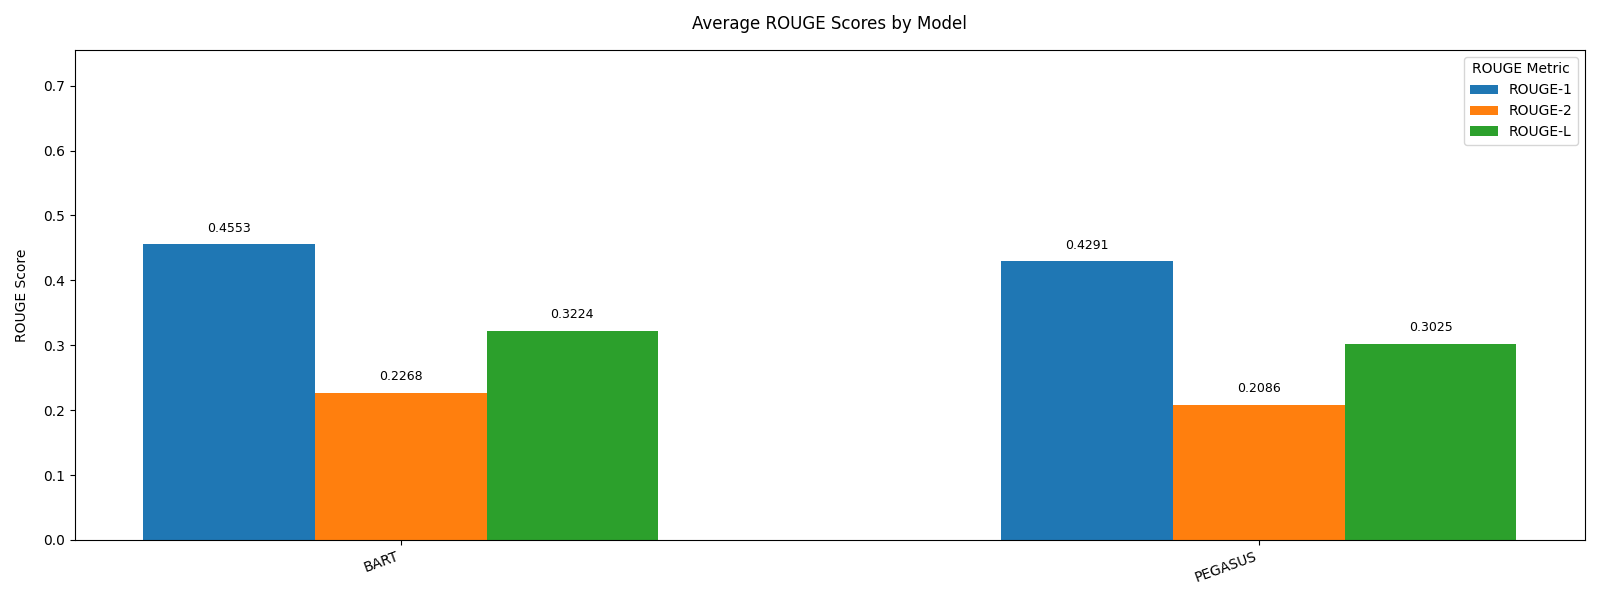 Average ROUGE Scores by Model
ROUGE Metric
ROUGE-1
ROUGE-2
ROUGE-L
ROUGE Score
0.7
0.6
0.5
0.4
0.3
0.2
0.1
0.0
0.4553
0.2268
0.3224
0.4291
0.2086
0.3025
BART
PEGASUS